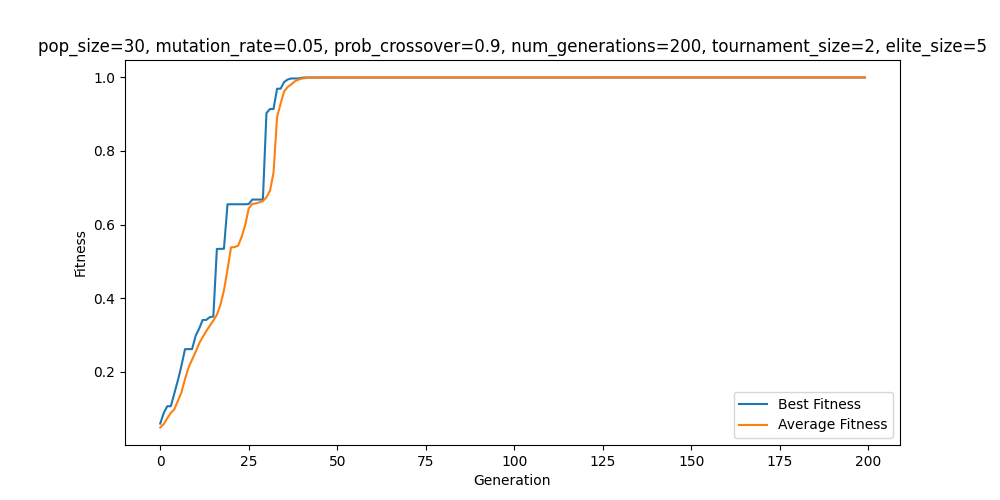 pop_size=30, mutation_rate=0.05, prob_crossover=0.9, num_generations=200, tournament_size=2, elite_size=5
1.0
0.8
0.6
0.4
0.2
Fitness
Best Fitness
Average Fitness
0 25 50 75 100 125 150 175 200
Generation